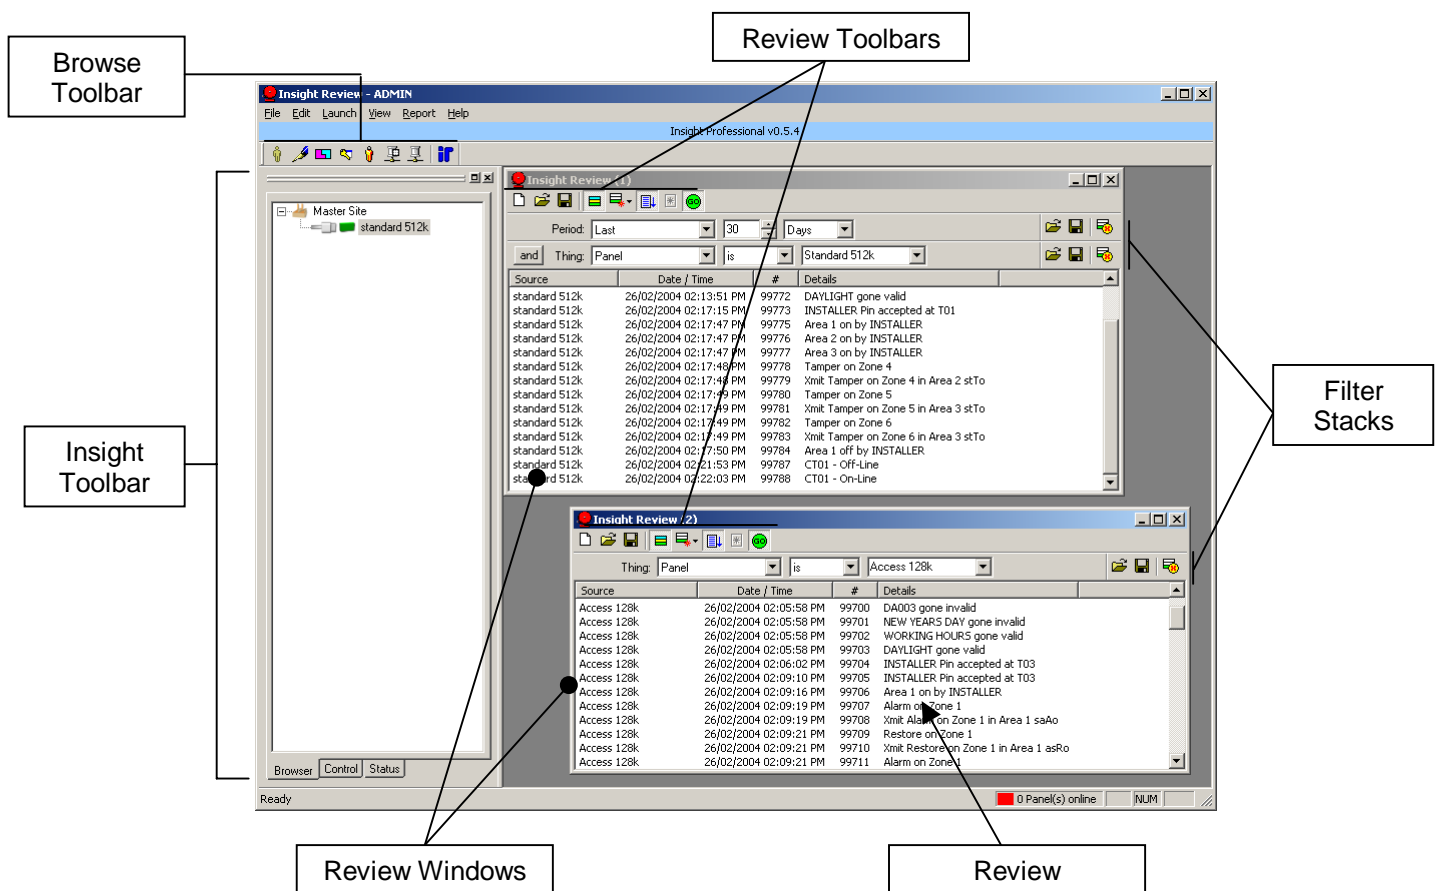 Review Toolbars
Browse
Toolbar
Insight Review - ADMIN
File Edit Launch View Report Help
Insight Professional v0.5.4
Insight Review (1)
Master Site
standard 512k
Period: Last 30 Days
and Thing: Panel is Standard 512k
Source Date / Time # Details
standard 512k 26/02/2004 02:13:51 PM 99772 DAYLIGHT gone valid
standard 512k 26/02/2004 02:17:15 PM 99773 INSTALLER Pin accepted at T01
standard 512k 26/02/2004 02:17:47 PM 99775 Area 1 on by INSTALLER
standard 512k 26/02/2004 02:17:47 PM 99776 Area 2 on by INSTALLER
standard 512k 26/02/2004 02:17:47 PM 99777 Area 3 on by INSTALLER
standard 512k 26/02/2004 02:17:48 PM 99778 Tamper on Zone 4
standard 512k 26/02/2004 02:17:48 PM 99779 Xmit Tamper on Zone 4 in Area 2 stTo
standard 512k 26/02/2004 02:17:49 PM 99780 Tamper on Zone 5
standard 512k 26/02/2004 02:17:49 PM 99781 Xmit Tamper on Zone 5 in Area 3 stTo
standard 512k 26/02/2004 02:17:49 PM 99782 Tamper on Zone 6
standard 512k 26/02/2004 02:17:49 PM 99783 Xmit Tamper on Zone 6 in Area 3 stTo
standard 512k 26/02/2004 02:17:50 PM 99784 Area 1 off by INSTALLER
standard 512k 26/02/2004 02:21:53 PM 99787 CT01 - Off-Line
standard 512k 26/02/2004 02:22:03 PM 99788 CT01 - On-Line
Filter
Stacks
Insight
Toolbar
Insight Review (2)
GO
Thing: Panel is Access 128k
Source Date / Time # Details
Access 128k 26/02/2004 02:05:58 PM 99700 DA003 gone invalid
Access 128k 26/02/2004 02:05:58 PM 99701 NEW YEARS DAY gone invalid
Access 128k 26/02/2004 02:05:58 PM 99702 WORKING HOURS gone valid
Access 128k 26/02/2004 02:05:58 PM 99703 DAYLIGHT gone valid
Access 128k 26/02/2004 02:06:02 PM 99704 INSTALLER Pin accepted at T03
Access 128k 26/02/2004 02:09:10 PM 99705 INSTALLER Pin accepted at T03
Access 128k 26/02/2004 02:09:16 PM 99706 Area 1 on by INSTALLER
Access 128k 26/02/2004 02:09:19 PM 99707 Alarm on Zone 1
Access 128k 26/02/2004 02:09:19 PM 99708 Xmit Alarm on Zone 1 in Area 1 saAo
Access 128k 26/02/2004 02:09:21 PM 99709 Restore on Zone 1
Access 128k 26/02/2004 02:09:21 PM 99710 Xmit Restore on Zone 1 in Area 1 asRo
Access 128k 26/02/2004 02:09:21 PM 99711 Alarm on Zone 1
Browser Control Status
Ready 0 Panel(s) online NUM
Review Windows
Review